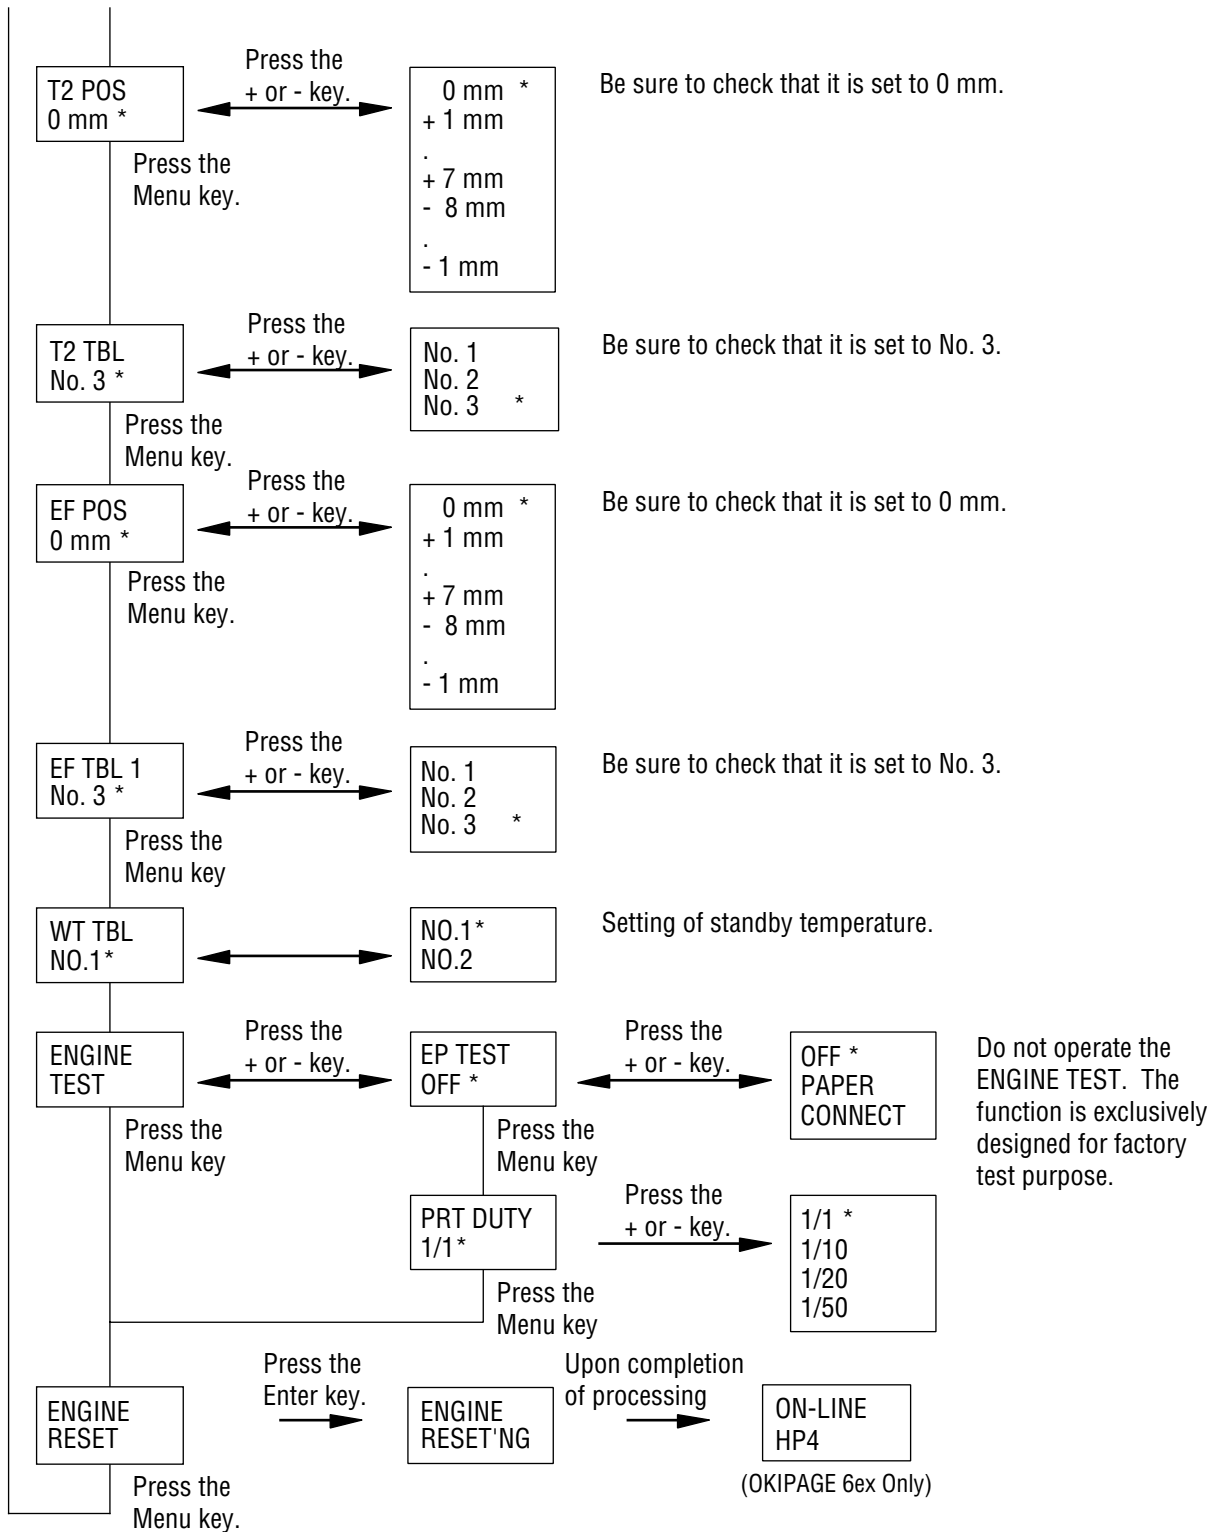 Press the
+ or - key.
T2 POS
0 mm *
0 mm *
+ 1 mm
.
+ 7 mm
- 8 mm
.
- 1 mm
Be sure to check that it is set to 0 mm.
Press the
Menu key.
Press the
+ or - key.
T2 TBL
No. 3 *
No. 1
No. 2
No. 3 *
Be sure to check that it is set to No. 3.
Press the
Menu key.
Press the
+ or - key.
EF POS
0 mm *
0 mm *
+ 1 mm
.
+ 7 mm
- 8 mm
.
- 1 mm
Be sure to check that it is set to 0 mm.
Press the
Menu key.
Press the
+ or - key.
EF TBL 1
No. 3 *
No. 1
No. 2
No. 3 *
Be sure to check that it is set to No. 3.
Press the
Menu key
WT TBL
NO.1*
NO.1*
NO.2
Setting of standby temperature.
ENGINE
TEST
Press the
+ or - key.
EP TEST
OFF *
Press the
+ or - key.
OFF *
PAPER
CONNECT
Do not operate the
ENGINE TEST. The
function is exclusively
designed for factory
test purpose.
Press the
Menu key
Press the
Menu key
PRT DUTY
1/1*
Press the
+ or - key.
1/1 *
1/10
1/20
1/50
Press the
Menu key
ENGINE
RESET
Press the
Enter key.
ENGINE
RESET'NG
Upon completion
of processing
ON-LINE
HP4
(OKIPAGE 6ex Only)
Press the
Menu key.